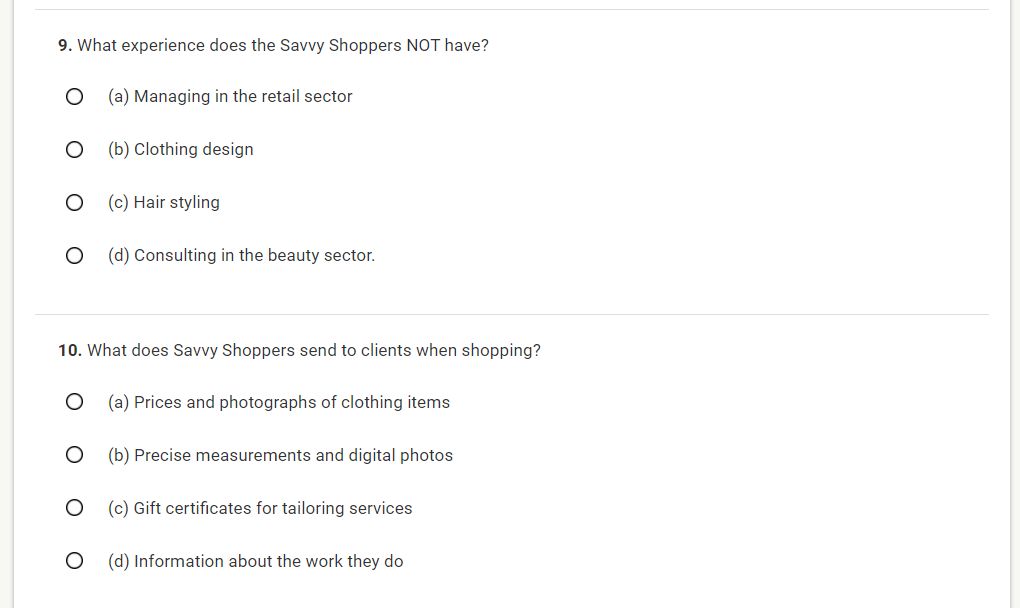 9. What experience does the Savvy Shoppers NOT have?
(a) Managing in the retail sector
(b) Clothing design
(c) Hair styling
(d) Consulting in the beauty sector.
10. What does Savvy Shoppers send to clients when shopping?
(a) Prices and photographs of clothing items
(b) Precise measurements and digital photos
(c) Gift certificates for tailoring services
(d) Information about the work they do